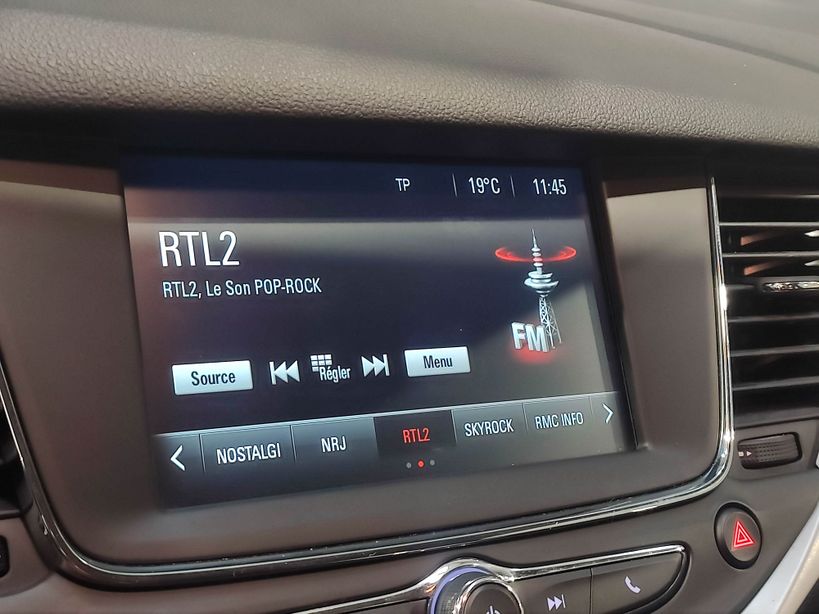 TP 19°C 11:45
RTL2
RTL2, Le Son POP-ROCK
FM
Source Régler Menu
NOSTALGI NRJ RTL2 SKYROCK RMC INFO